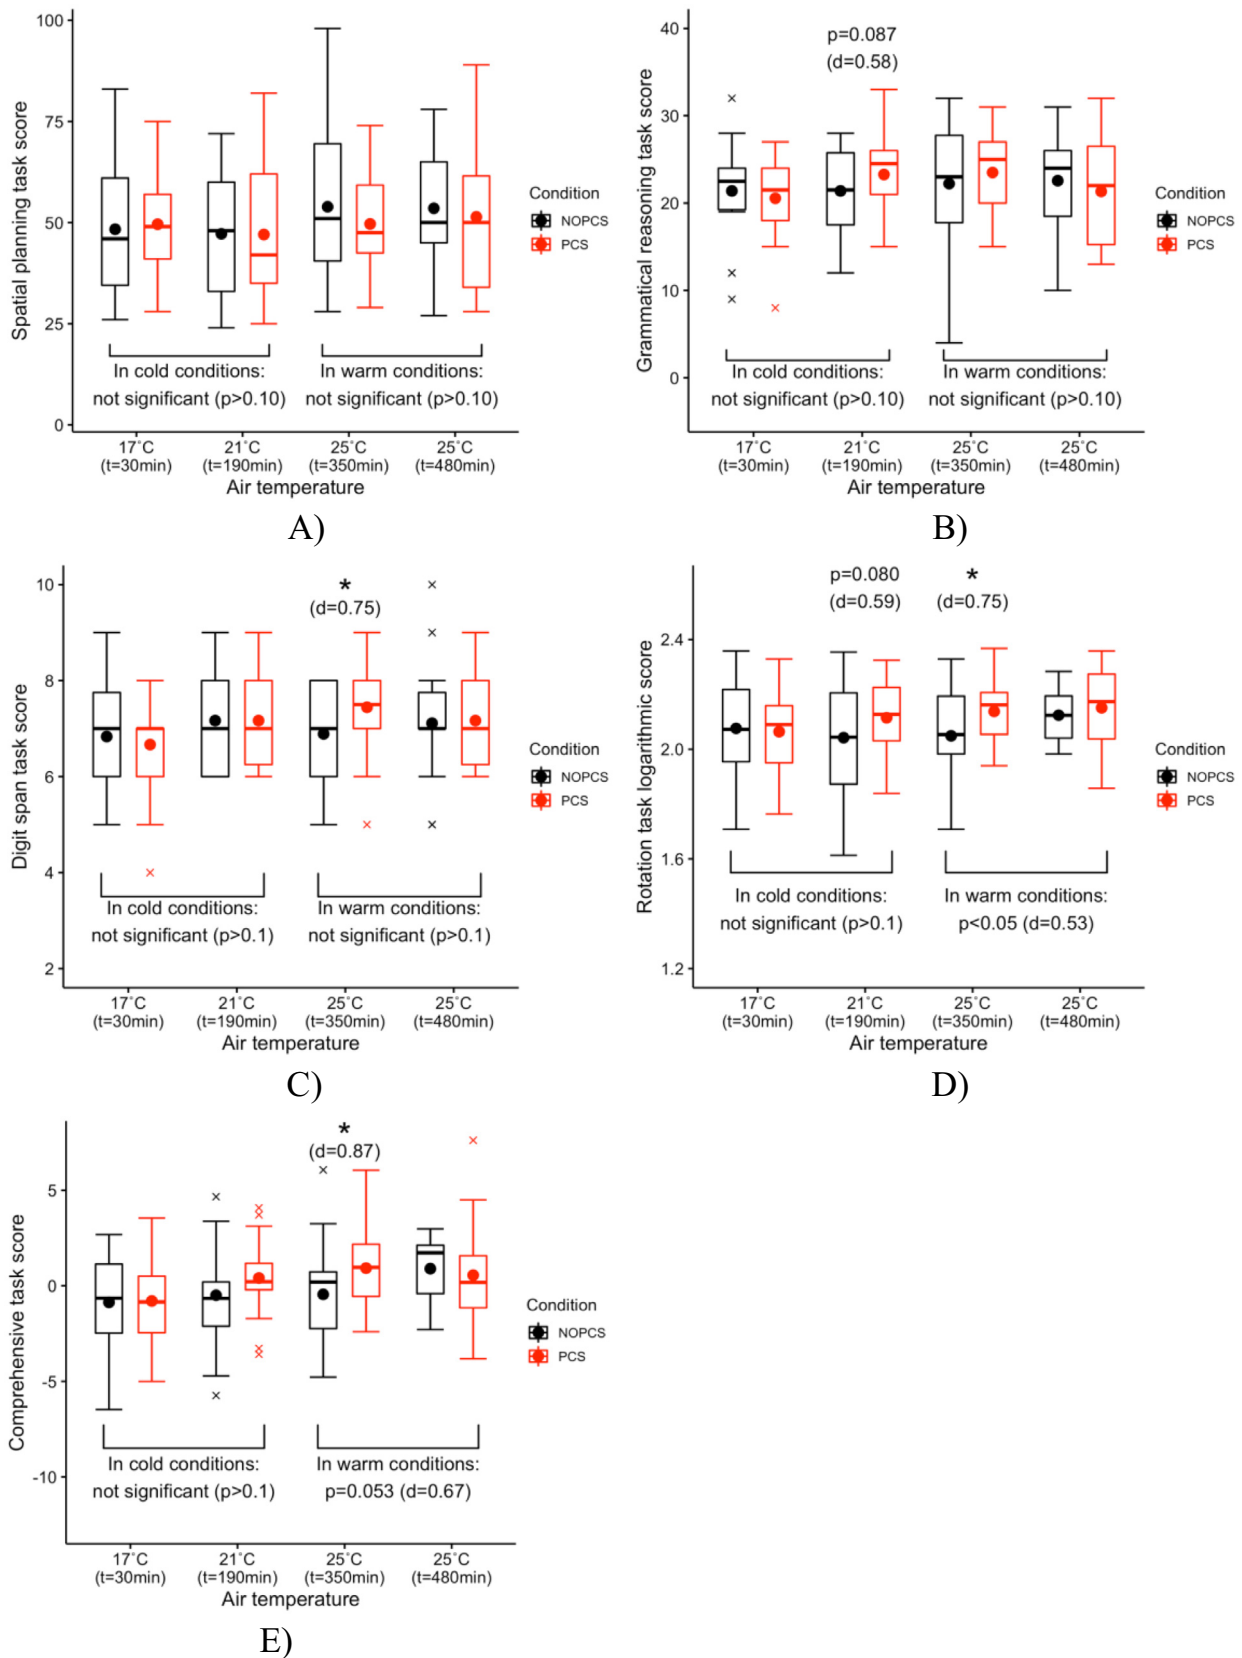 100
75
50
25
0
Spatial planning task score
In cold conditions:
not significant (p>0.10)
In warm conditions:
not significant (p>0.10)
17°C
(t=30min)
21°C
(t=190min)
25°C
(t=350min)
25°C
(t=480min)
Air temperature
Condition
NOPCS
PCS
A)
40
30
20
10
0
Grammatical reasoning task score
p=0.087
(d=0.58)
In cold conditions:
not significant (p>0.10)
In warm conditions:
not significant (p>0.10)
17°C
(t=30min)
21°C
(t=190min)
25°C
(t=350min)
25°C
(t=480min)
Air temperature
Condition
NOPCS
PCS
B)
10
8
6
4
2
Digit span task score
*
(d=0.75)
In cold conditions:
not significant (p>0.1)
In warm conditions:
not significant (p>0.1)
17°C
(t=30min)
21°C
(t=190min)
25°C
(t=350min)
25°C
(t=480min)
Air temperature
Condition
NOPCS
PCS
C)
2.4
2.0
1.6
1.2
Rotation task logarithmic score
p=0.080
(d=0.59)
*
(d=0.75)
In cold conditions:
not significant (p>0.1)
In warm conditions:
p<0.05 (d=0.53)
17°C
(t=30min)
21°C
(t=190min)
25°C
(t=350min)
25°C
(t=480min)
Air temperature
Condition
NOPCS
PCS
D)
5
0
-5
-10
Comprehensive task score
*
(d=0.87)
In cold conditions:
not significant (p>0.1)
In warm conditions:
p=0.053 (d=0.67)
17°C
(t=30min)
21°C
(t=190min)
25°C
(t=350min)
25°C
(t=480min)
Air temperature
Condition
NOPCS
PCS
E)